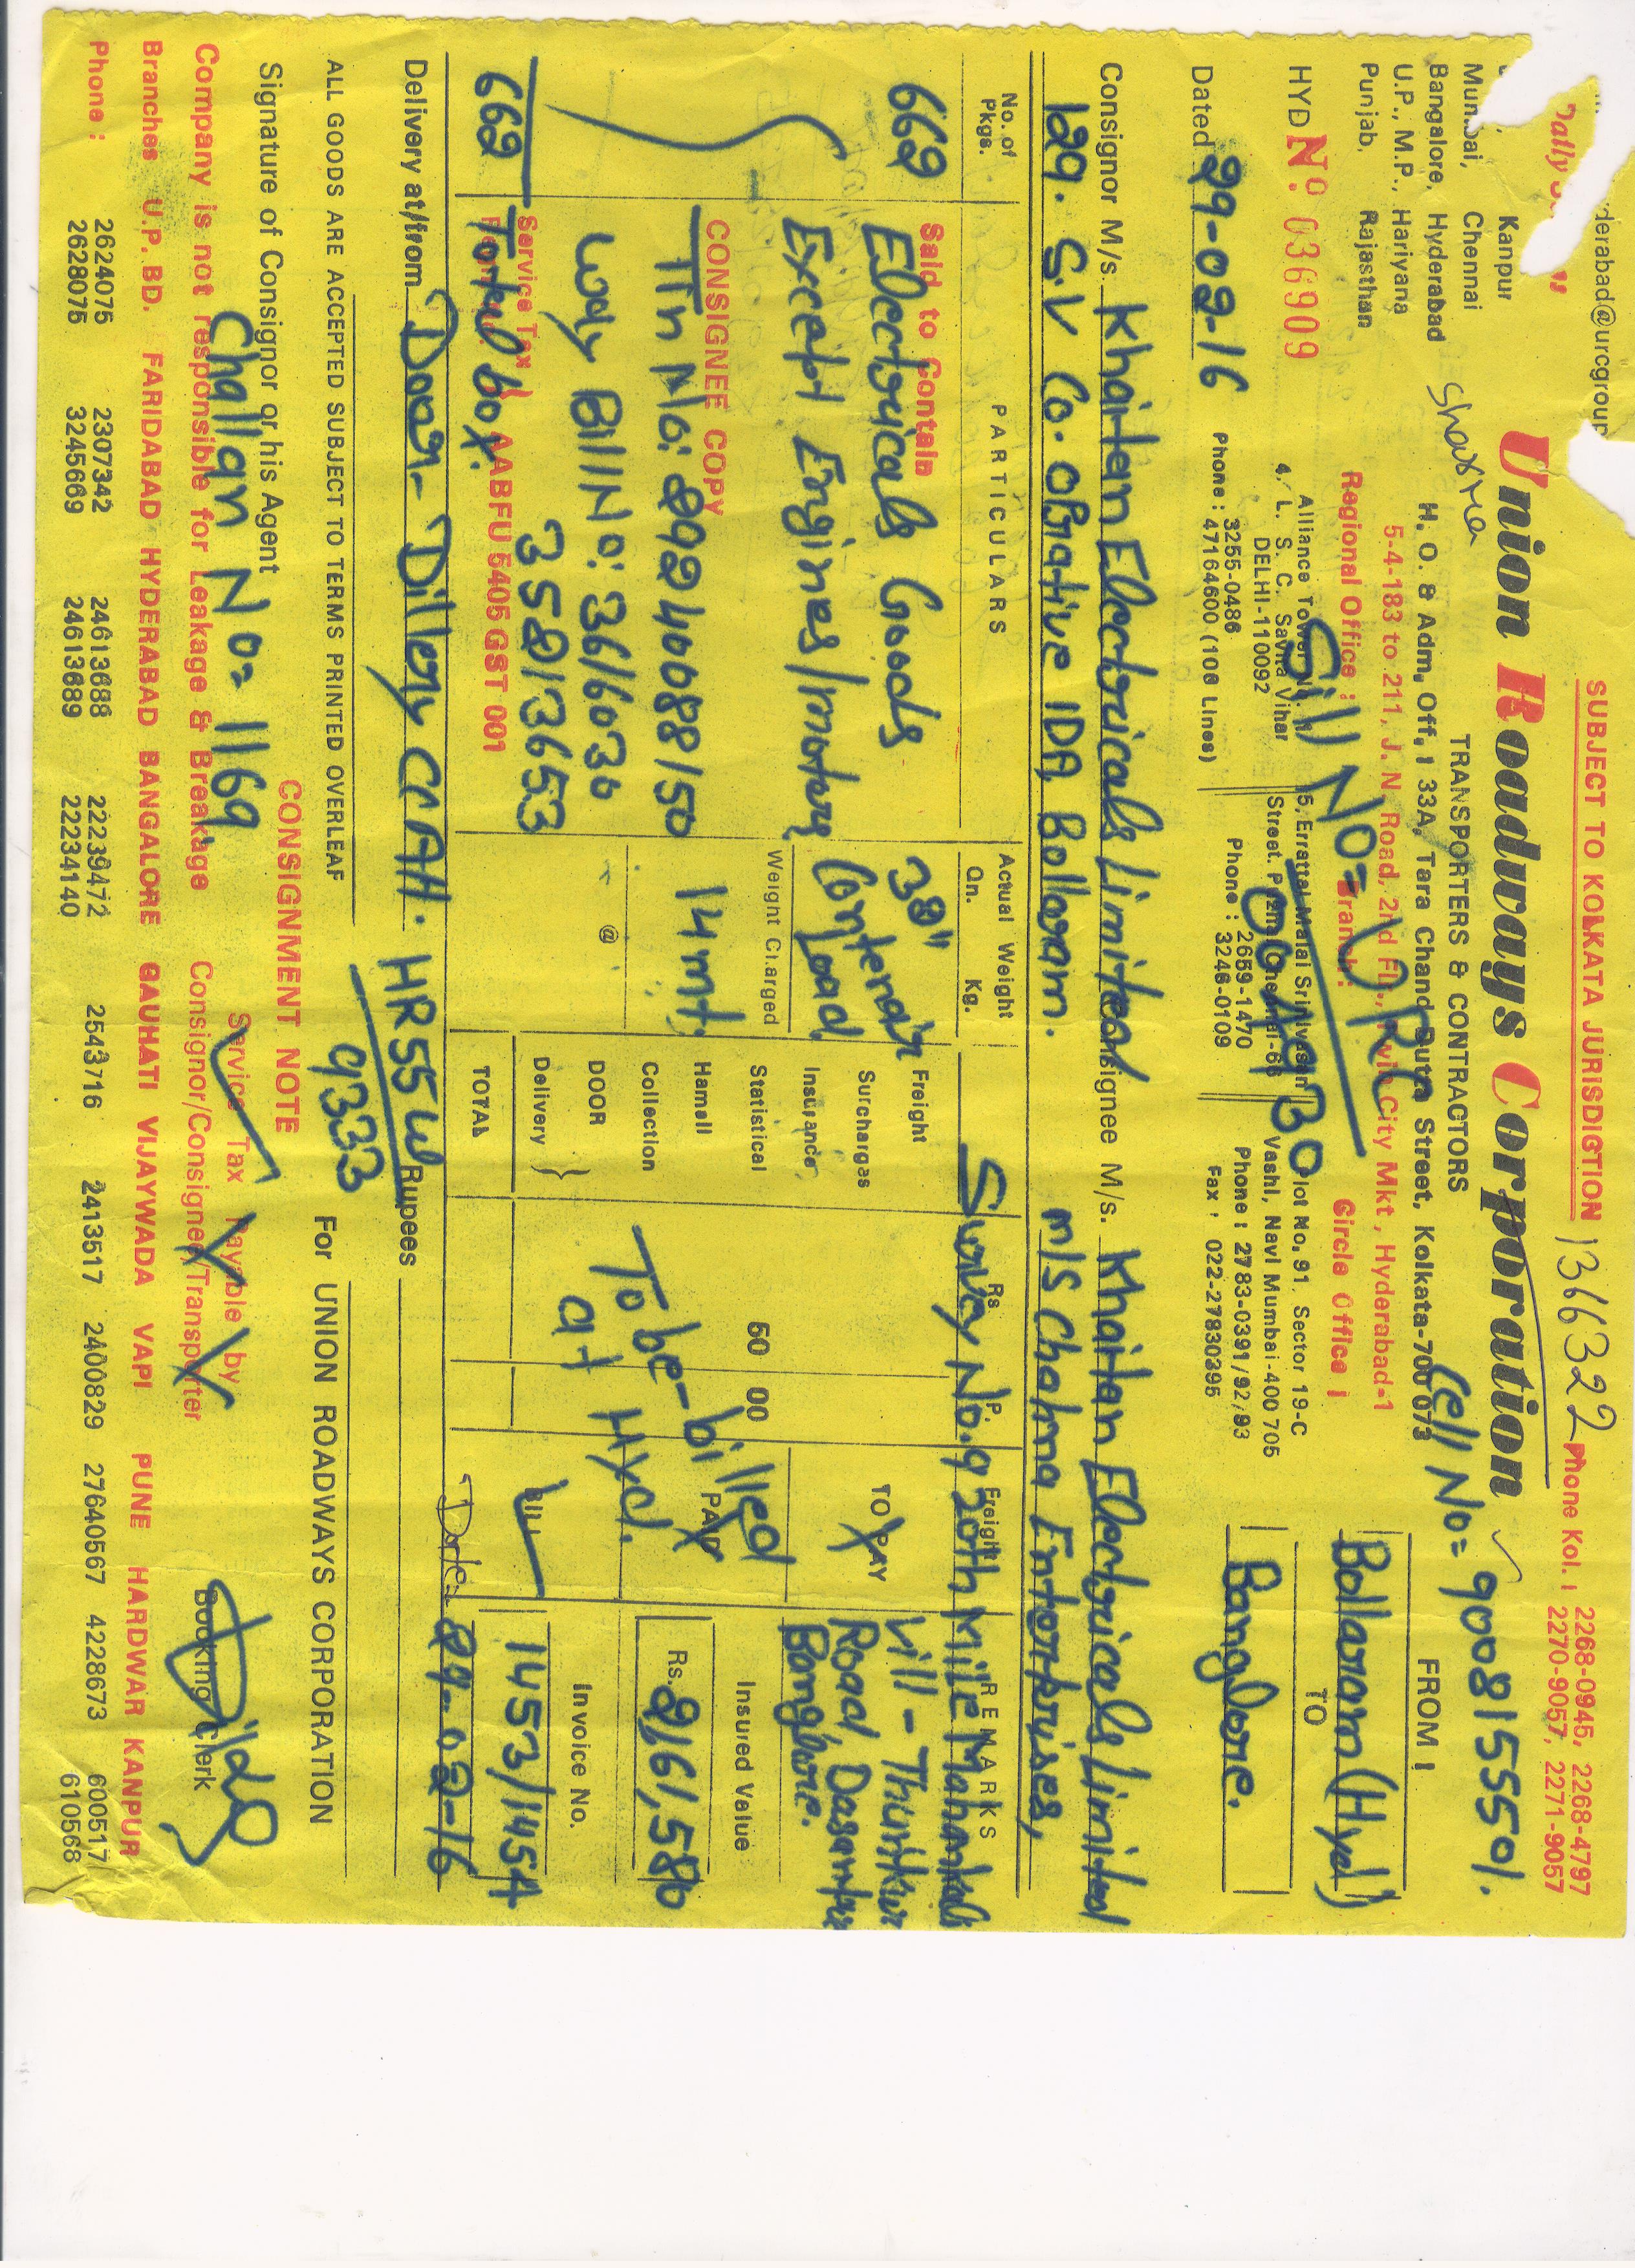 derabad@urcgroup
SUBJECT TO KOLKATA JURISDICTION
1366322
Phone Kol. : 2268-0945, 2268-4797
2270-9057, 2271-9057
Daily
Union Roadways Corporation
Cell No= 9008155501.
Kanpur
Mumbai, Chennai
Bangalore, Hyderabad
U.P., M.P., Hariyana
Punjab, Rajasthan
Sharma
TRANSPORTERS & CONTRACTORS
H. O. & Adm, Off, : 33A, Tara Chand Dutta Street, Kolkata-700 073
5-4-183 to 211, J. N. Road, 2nd Flr., Twin City Mkt, Hyderabad-1
Sill No= URC
004930
FROM :
Bollaram (Hyd)
TO
Banglore.
HYD No. 036909
Dated 29-02-16
Regional Office :
Alliance Tower No. 1
4, L. S. C. Savita Vihar
DELHI-110092
Phone : 3255-0486
47164600 (100 Lines)
Branch :
5, Errattai Malai Srinivasan
Street. Puzhal Chennai-66
Phone : 2659-1470
3246-0109
Circle Office :
Plot No, 91, Sector 19-C
Vashi, Navi Mumbai-400 705
Phone : 2783-0391/92/93
Fax : 022-27830395
Consignor M/s. Khaitan Electricals Limited
129. S.V Co. OPrative IDA, Bollaram.
Consignee M/s. Khaitan Electricals Limited
M/S Chahna Enterprises,
Survey No. 9 20th Mile Mahankali
Vill - Thumkur
Road, Dasanpur
Banglore.
No. of Pkgs.
PARTICULARS
Actual Weight
Qn. Kg.
Rs. P.
Freight
REMARKS
662
Said to Contain
Electricals Goods
Except Engines/motors
32" Contenair Load.
Weight Charged
14 mt.
@
CONSIGNEE COPY
Tin No: 29240088150
Way Bill No: 36/6030
35213653
Service Tax
Regn. No. AABFU 5405 GST 001
662 Total box.
Freight
Surcharges
Insurance
Statistical 50 00
Hamali
Collection
DOOR
Delivery
TOTAL
TO PAY
PAID
BILL
To be-billed
at Hyd.
Insured Value
Rs. 2,161,580
Invoice No.
1453/1454
Date- 29-02-16
Delivery at/from Door- Dillery CCAH.
HR55W
9333
Rupees
ALL GOODS ARE ACCEPTED SUBJECT TO TERMS PRINTED OVERLEAF
For UNION ROADWAYS CORPORATION
CONSIGNMENT NOTE
Signature of Consignor or his Agent
Challan No= 1169.
Service Tax Payable by
Consignor/Consignee/Transporter
Booking Clerk
Company is not responsible for Leakage & Breakage
Branches U.P. BD. FARIDABAD HYDERABAD BANGALORE GAUHATI VIJAYWADA VAPI PUNE HARDWAR KANPUR
Phone : 2624075 2307342 24613688 22239472 2543716 2413517 2400829 27640567 4228673 600517
2628075 3245669 24613689 22234140 610568